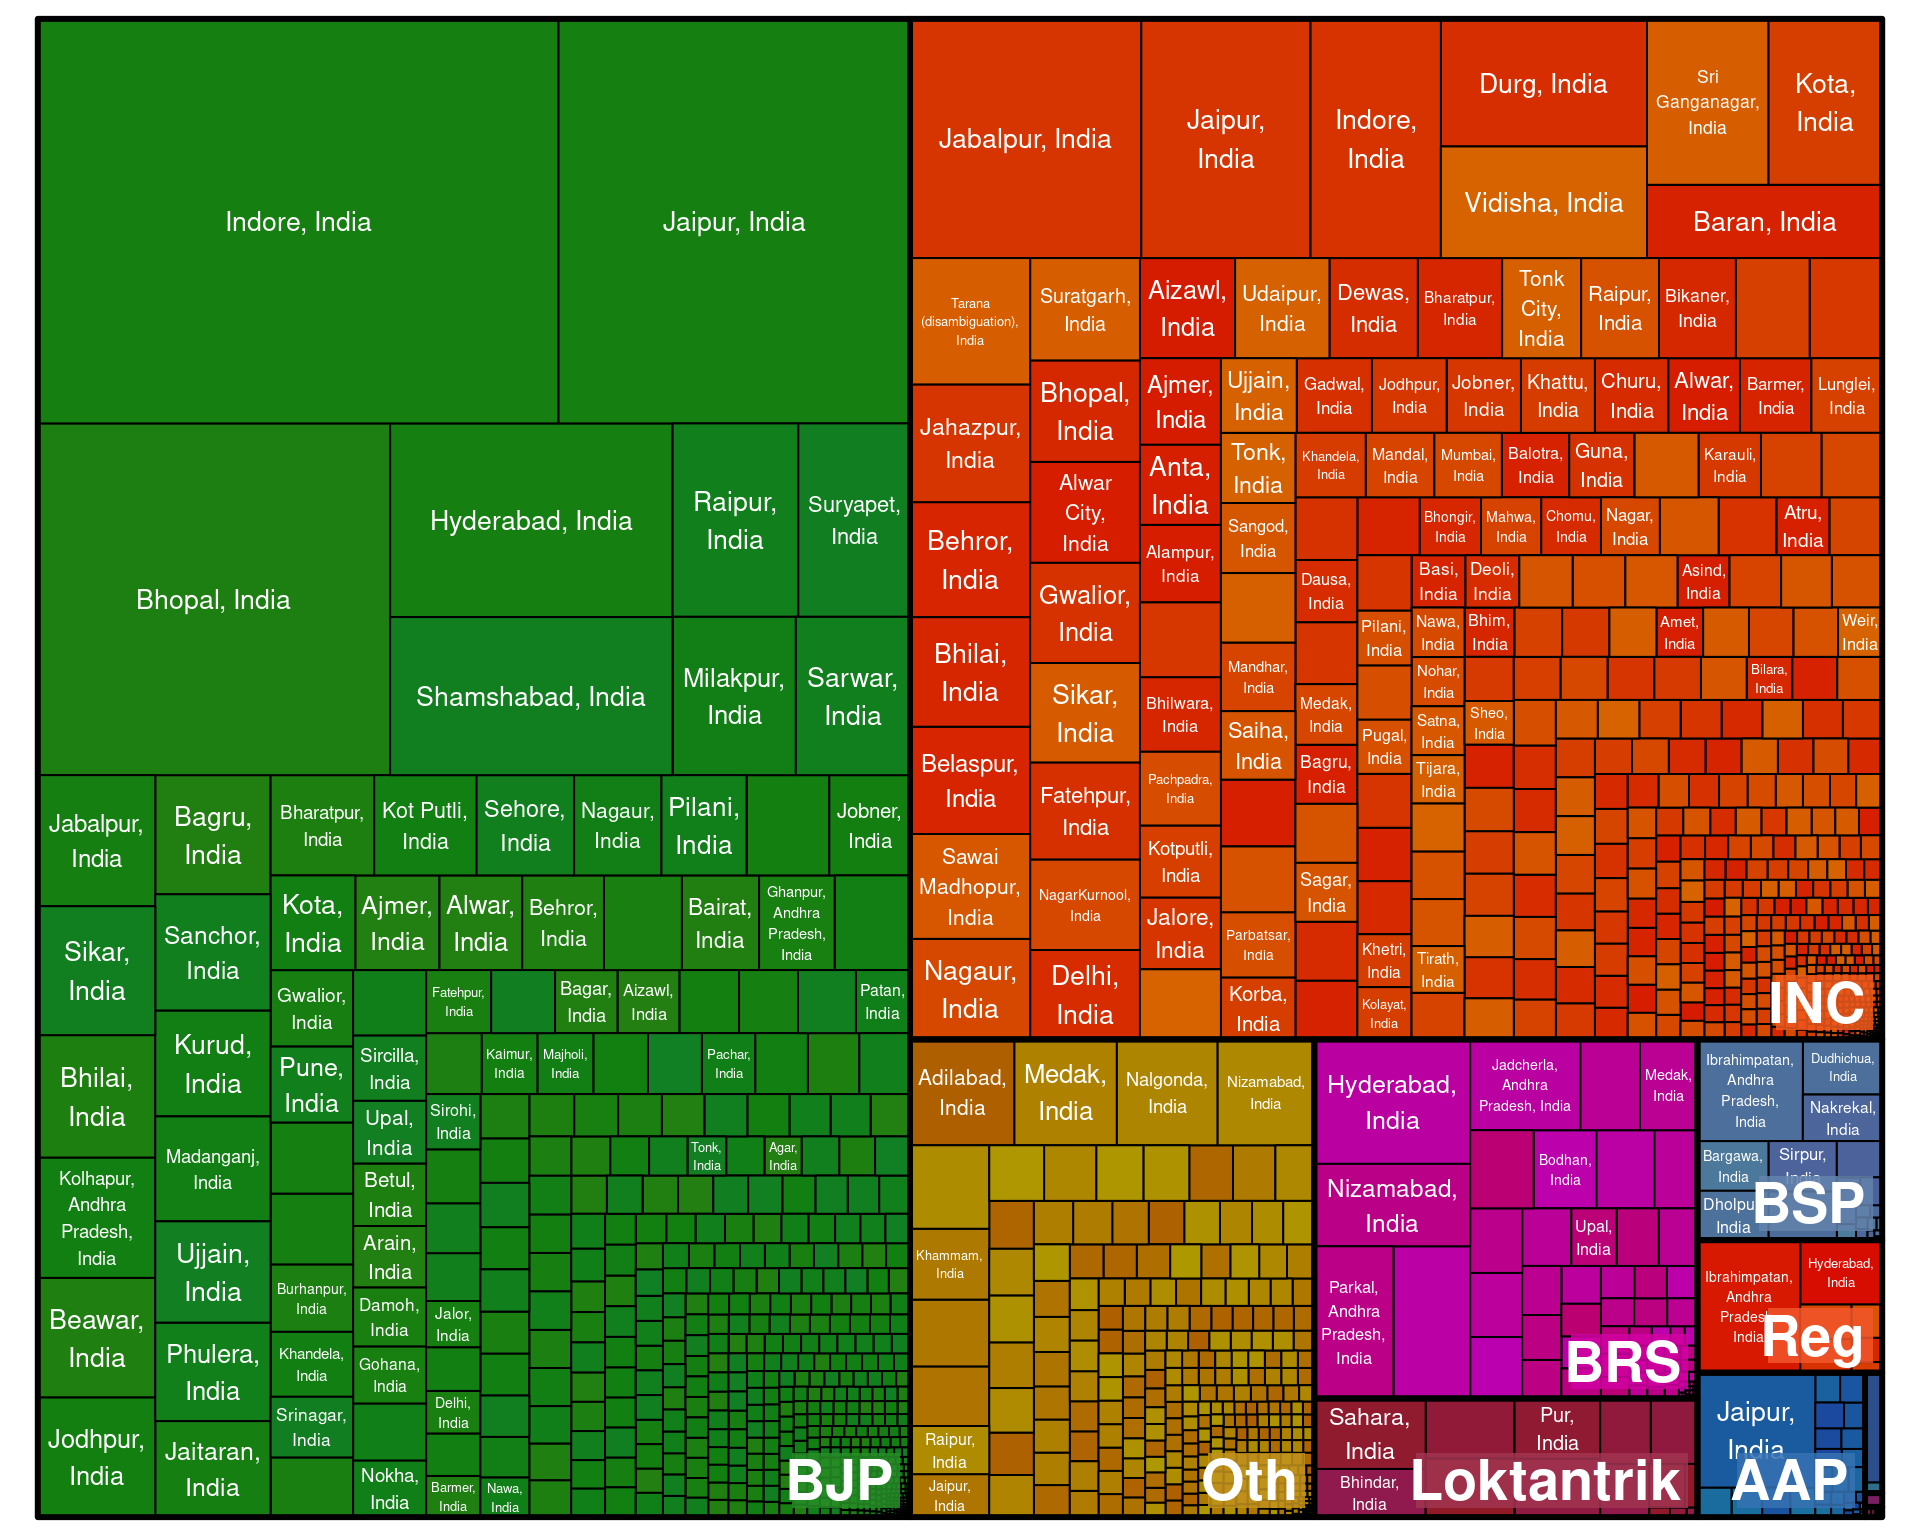 Indore, India
Jaipur, India
Bhopal, India
Hyderabad, India
Raipur,
India
Suryapet,
India
Shamshabad, India
Milakpur,
India
Sarwar,
India
Jabalpur,
India
Bagru,
India
Bharatpur,
India
Kot Putli,
India
Sehore,
India
Nagaur,
India
Pilani,
India
Jobner,
India
Sikar,
India
Sanchor,
India
Kota,
India
Ajmer,
India
Alwar,
India
Behror,
India
Bairat,
India
Ghanpur,
Andhra
Pradesh,
India
Gwalior,
India
Fatehpur,
India
Bagar,
India
Aizawl,
India
Patan,
India
Bhilai,
India
Kurud,
India
Pune,
India
Sircilla,
India
Kaimur,
India
Majholi,
India
Pachar,
India
Upal,
India
Sirohi,
India
Tonk,
India
Agar,
India
Kolhapur,
Andhra
Pradesh,
India
Madanganj,
India
Betul,
India
Ujjain,
India
Arain,
India
Beawar,
India
Burhanpur,
India
Damoh,
India
Jalor,
India
Phulera,
India
Khandela,
India
Gohana,
India
Delhi,
India
Jodhpur,
India
Jaitaran,
India
Srinagar,
India
Nokha,
India
Barmer,
India
Nawa,
India
BJP
Jabalpur, India
Jaipur,
India
Indore,
India
Durg, India
Vidisha, India
Sri
Ganganagar,
India
Kota,
India
Baran, India
Tarana
(disambiguation),
India
Suratgarh,
India
Aizawl,
India
Udaipur,
India
Dewas,
India
Bharatpur,
India
Tonk
City,
India
Raipur,
India
Bikaner,
India
Jahazpur,
India
Bhopal,
India
Ajmer,
India
Ujjain,
India
Gadwal,
India
Jodhpur,
India
Jobner,
India
Khattu,
India
Churu,
India
Alwar,
India
Barmer,
India
Lunglei,
India
Alwar
City,
India
Anta,
India
Tonk,
India
Khandela,
India
Mandal,
India
Mumbai,
India
Balotra,
India
Guna,
India
Karauli,
India
Behror,
India
Alampur,
India
Sangod,
India
Bhongir,
India
Mahwa,
India
Chomu,
India
Nagar,
India
Atru,
India
Gwalior,
India
Dausa,
India
Basi,
India
Deoli,
India
Asind,
India
Bhilai,
India
Pilani,
India
Nawa,
India
Bhim,
India
Amet,
India
Weir,
India
Sikar,
India
Bhilwara,
India
Mandhar,
India
Medak,
India
Nohar,
India
Bilara,
India
Belaspur,
India
Saiha,
India
Pugal,
India
Satna,
India
Sheo,
India
Fatehpur,
India
Pachpadra,
India
Bagru,
India
Tijara,
India
Sawai
Madhopur,
India
NagarKurnool,
India
Kotputli,
India
Sagar,
India
Nagaur,
India
Delhi,
India
Jalore,
India
Parbatsar,
India
Khetri,
India
Tirath,
India
Korba,
India
Kolayat,
India
INC
Adilabad,
India
Medak,
India
Nalgonda,
India
Nizamabad,
India
Khammam,
India
Raipur,
India
Jaipur,
India
Oth
Hyderabad,
India
Jadcherla,
Andhra
Pradesh, India
Medak,
India
Nizamabad,
India
Bodhan,
India
Upal,
India
Parkal,
Andhra
Pradesh,
India
BRS
Sahara,
India
Pur,
India
Bhindar,
India
Loktantrik
Ibrahimpatan,
Andhra
Pradesh,
India
Dudhichua,
India
Nakrekal,
India
Bargawa,
India
Sirpur,
India
Dholpu
India
BSP
Ibrahimpatan,
Andhra
Pradesh,
India
Hyderabad,
India
Reg
Jaipur,
India
AAP